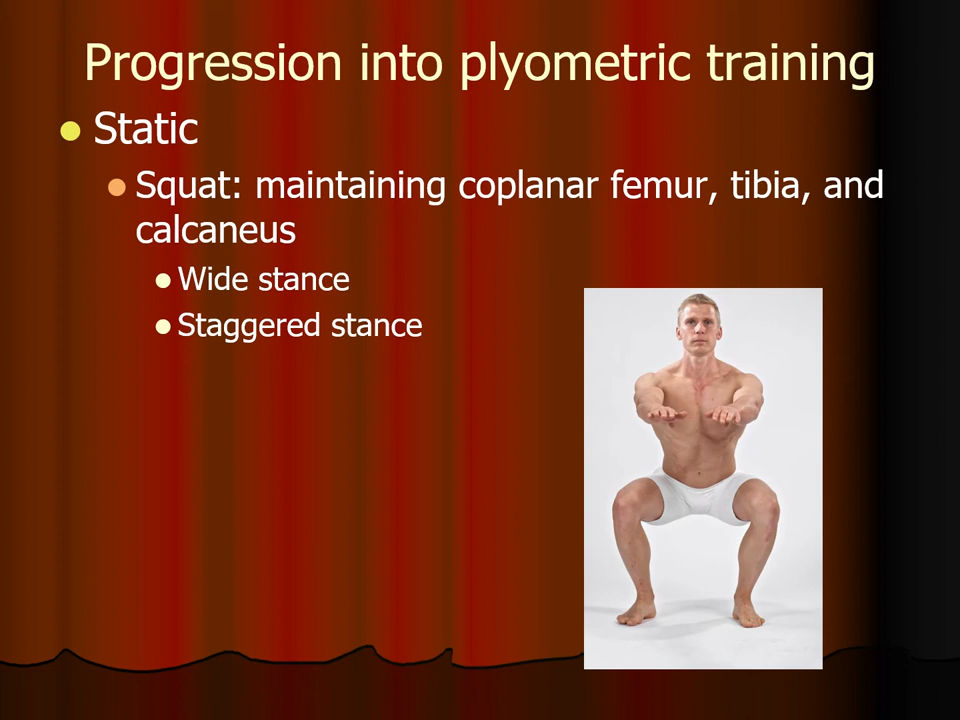 Progression into plyometric training
Static
Squat: maintaining coplanar femur, tibia, and
calcaneus
Wide stance
Staggered stance